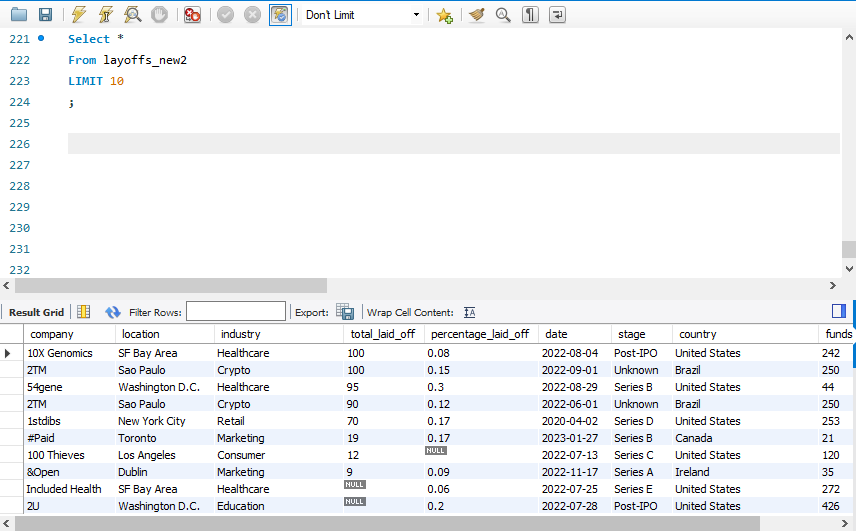 Don't Limit
221 Select *
222 From layoffs_new2
223 LIMIT 10
224 ;
225
226
227
228
229
230
231
232
Result Grid Filter Rows: Export: Wrap Cell Content: IA
company location industry total_laid_off percentage_laid_off date stage country funds
10X Genomics SF Bay Area Healthcare 100 0.08 2022-08-04 Post-IPO United States 242
2TM Sao Paulo Crypto 100 0.15 2022-09-01 Unknown Brazil 250
54gene Washington D.C. Healthcare 95 0.3 2022-08-29 Series B United States 44
2TM Sao Paulo Crypto 90 0.12 2022-06-01 Unknown Brazil 250
1stdibs New York City Retail 70 0.17 2020-04-02 Series D United States 253
#Paid Toronto Marketing 19 0.17 2023-01-27 Series B Canada 21
100 Thieves Los Angeles Consumer 12 NULL 2022-07-13 Series C United States 120
&Open Dublin Marketing 9 0.09 2022-11-17 Series A Ireland 35
Included Health SF Bay Area Healthcare NULL 0.06 2022-07-25 Series E United States 272
2U Washington D.C. Education NULL 0.2 2022-07-28 Post-IPO United States 426